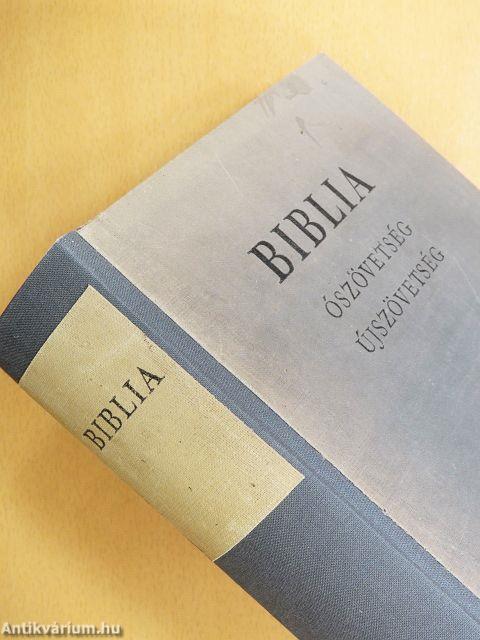 BIBLIA
ÓSZÖVETSÉG
ÚJSZÖVETSÉG
BIBLIA
Antikvárium.hu